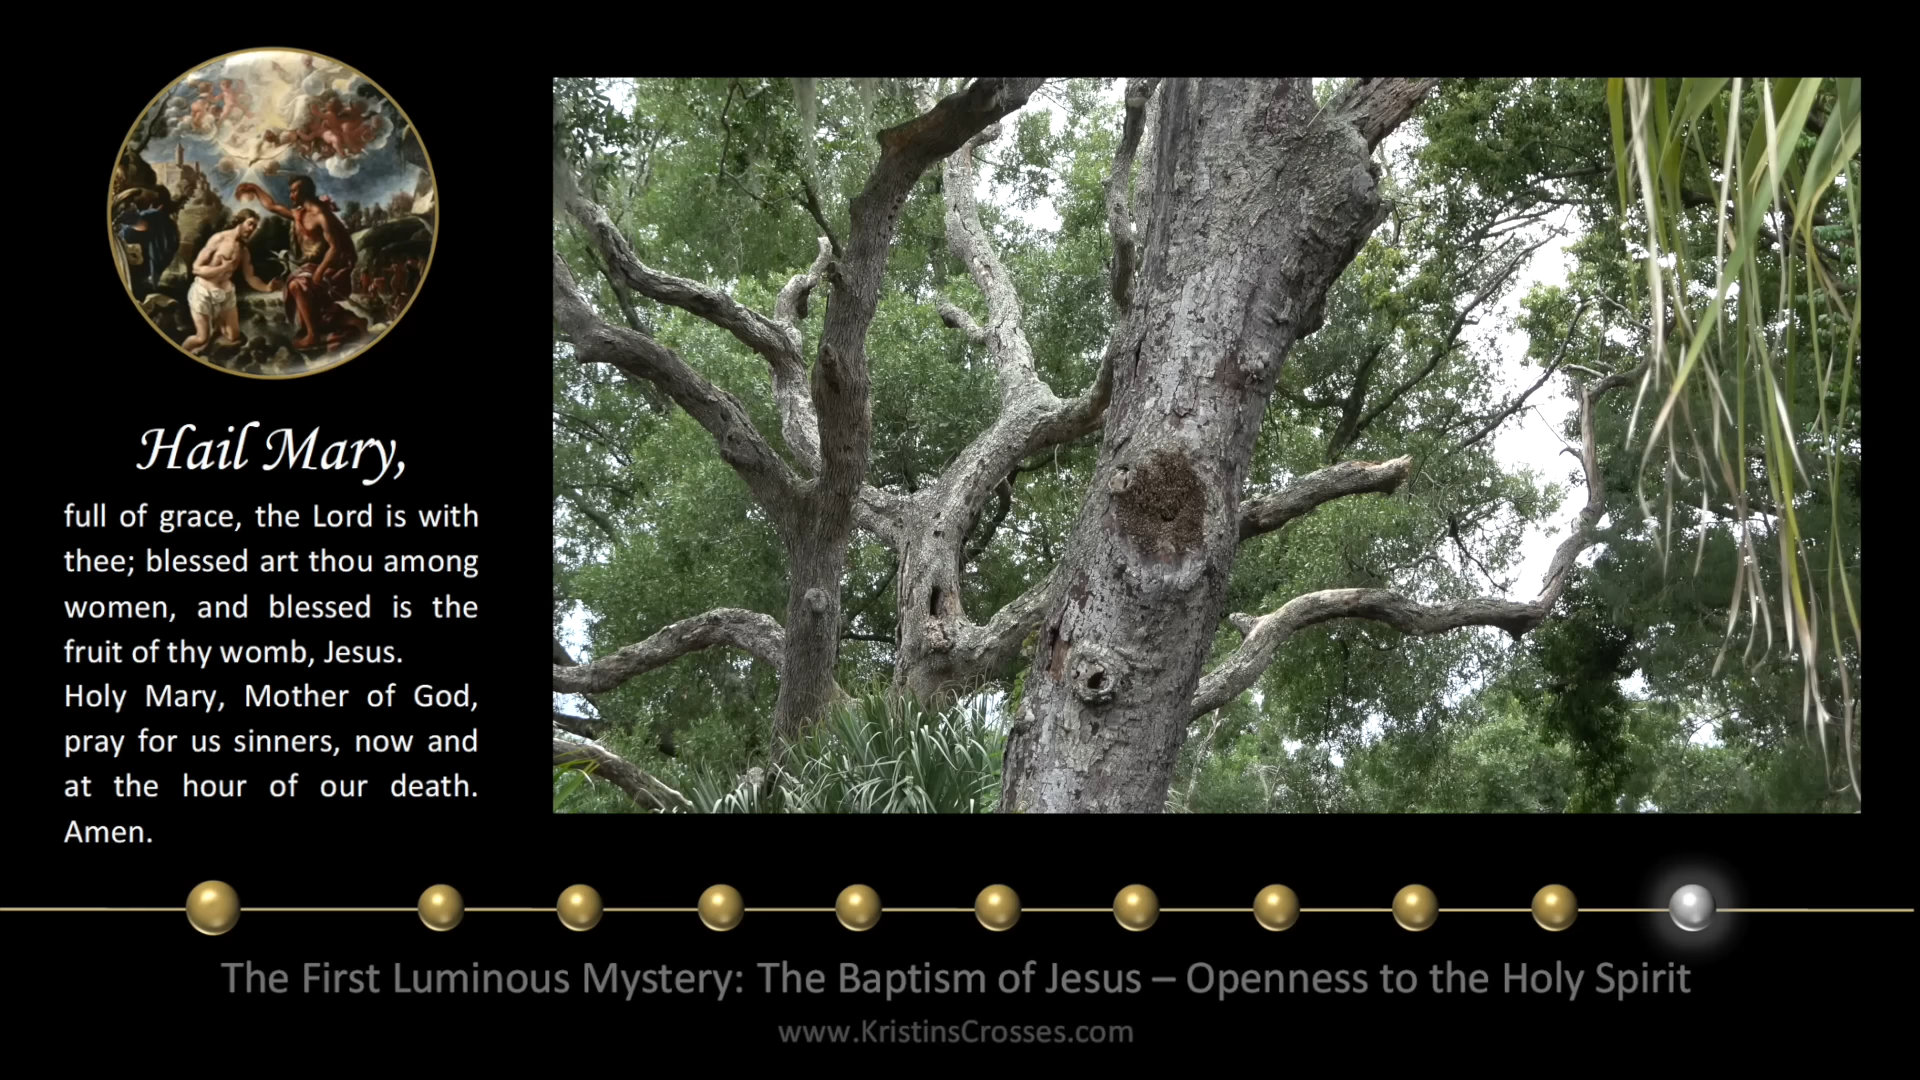 Hail Mary,
full of grace, the Lord is with
thee; blessed art thou among
women, and blessed is the
fruit of thy womb, Jesus.
Holy Mary, Mother of God,
pray for us sinners, now and
at the hour of our death.
Amen.
The First Luminous Mystery: The Baptism of Jesus – Openness to the Holy Spirit
www.KristinsCrosses.com